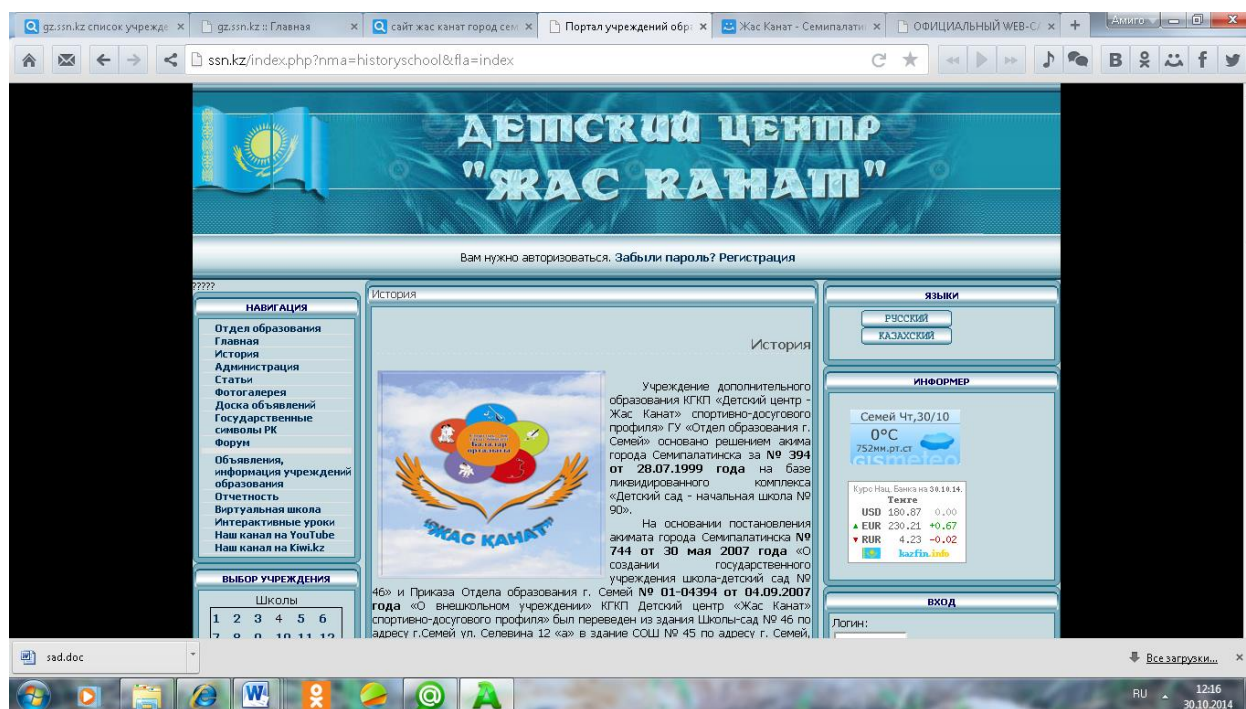 gz.ssn.kz список учрежде
gz.ssn.kz :: Главная
сайт жас канат город сем
Портал учреждений обр
Жас Канат - Семипалати
ОФИЦИАЛЬНЫЙ WEB-С
Амиго
ssn.kz/index.php?nma=historyschool&fla=index
ДЕТСКИЙ ЦЕНТР
"ЖАС КАНАТ"
Вам нужно авторизоваться. Забыли пароль? Регистрация
?????
НАВИГАЦИЯ
Отдел образования
Главная
История
Администрация
Статьи
Фотогалерея
Доска объявлений
Государственные
символы РК
Форум
Объявления,
информация учреждений
образования
Отчетность
Виртуальная школа
Интерактивные уроки
Наш канал на YouTube
Наш канал на Kiwi.kz
ВЫБОР УЧРЕЖДЕНИЯ
Школы
1 2 3 4 5 6
7 8 9 10 11 12
История
История
балалар
орталығы
"ЖАС ҚАНАТ"
Учреждение дополнительного
образования КГКП «Детский центр -
Жас Канат» спортивно-досугового
профиля» ГУ «Отдел образования г.
Семей» основано решением акима
города Семипалатинска за № 394
от 28.07.1999 года на базе
ликвидированного комплекса
«Детский сад - начальная школа №
90».
На основании постановления
акимата города Семипалатинска №
744 от 30 мая 2007 года «О
создании государственного
учреждения школа-детский сад №
46» и Приказа Отдела образования г. Семей № 01-04394 от 04.09.2007
года «О внешкольном учреждении» КГКП Детский центр «Жас Канат»
спортивно-досугового профиля» был переведен из здания Школы-сад № 46 по
адресу г.Семей ул. Селевина 12 «а» в здание СОШ № 45 по адресу г. Семей,
ЯЗЫКИ
РУССКИЙ
КАЗАХСКИЙ
ИНФОРМЕР
Семей Чт,30/10
0°C
752мм.рт.ст
gismeteo
Курс Нац. Банка на 30.10.14.
Тенге
USD 180.87 0.00
EUR 230.21 +0.67
RUR 4.23 -0.02
kazfin.info
ВХОД
Логин:
sad.doc
Все загрузки...
RU
12:16
30.10.2014